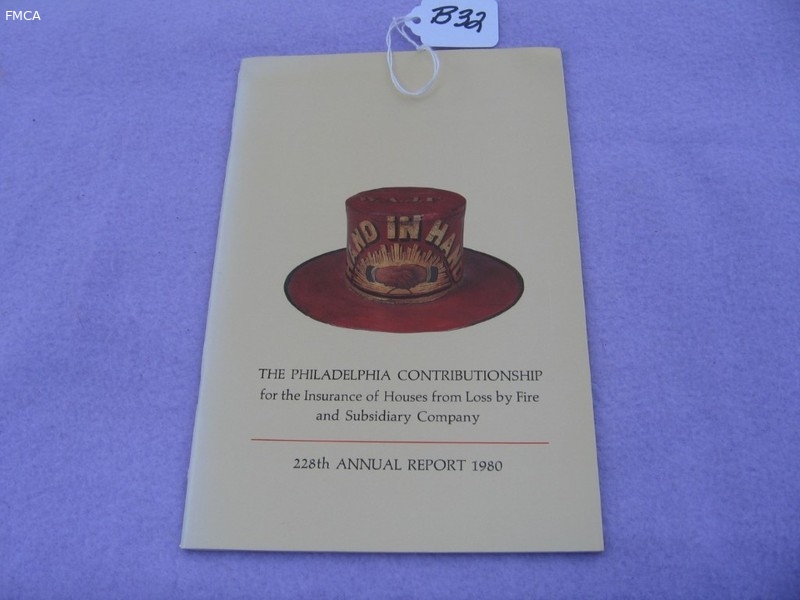 FMCA
B32
HAND IN HAND
THE PHILADELPHIA CONTRIBUTIONSHIP
for the Insurance of Houses from Loss by Fire
and Subsidiary Company
228th ANNUAL REPORT 1980